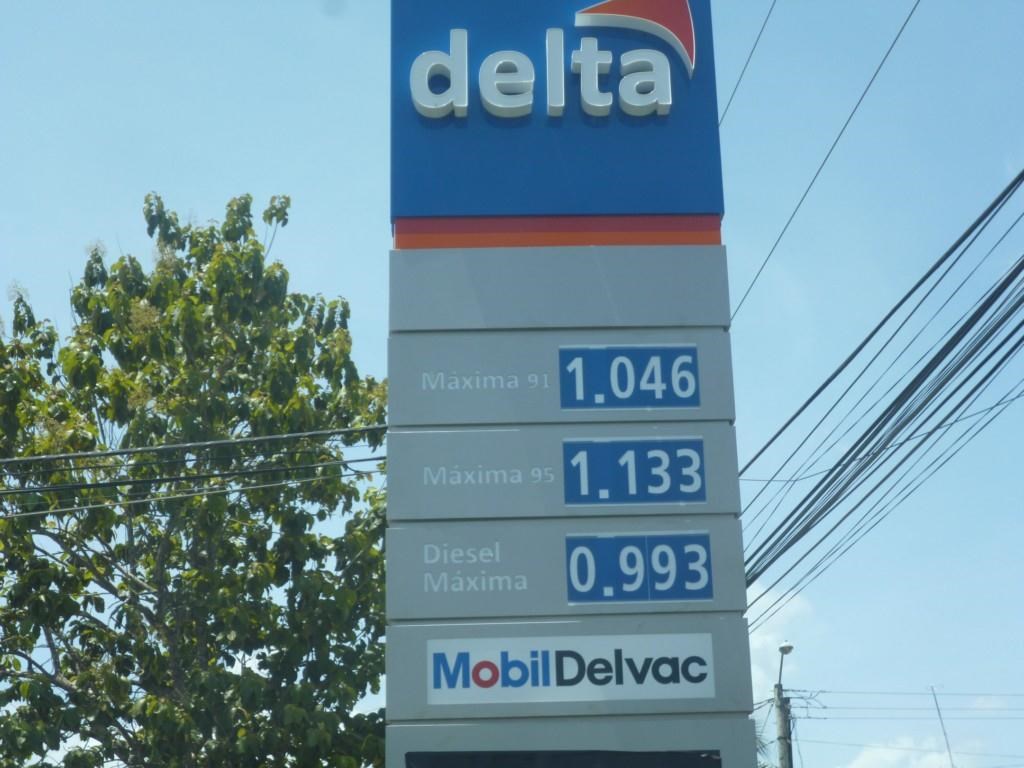 delta
Máxima 91 1.046
Máxima 95 1.133
Diesel
Máxima 0.993
MobilDelvac